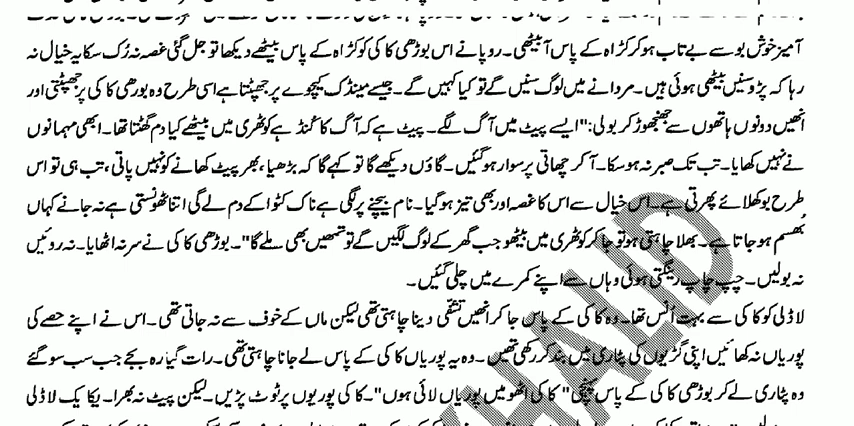 آمیز خوش بو سے بے تاب ہو کر کڑاہ کے پاس آ بیٹھی۔ روپا نے اس بوڑھی کاکی کو کڑاہ کے پاس بیٹھے دیکھا تو جل گئی غصہ نہ رُک سکا یہ خیال نہ
رہا کہ پڑوسنیں بیٹھی ہوئی ہیں۔ مردانے میں لوگ سنیں گے تو کیا کہیں گے۔ جیسے مینڈک کیچوے پر جھپٹتا ہے اسی طرح وہ بورھی کاکی پر جھپٹتی اور
انھیں دونوں ہاتھوں سے جھنجھوڑ کر بولی: "ایسے پیٹ میں آگ لگے۔ پیٹ ہے کہ آگ کا کُنڈ ہے کوٹھری میں بیٹھے کیا دم گھٹتا تھا۔ ابھی مہمانوں
نے نہیں کھایا۔ تب تک صبر نہ ہو سکا۔ آ کر چھاتی پر سوار ہو گئیں۔ گاؤں دیکھے گا تو کہے گا کہ بڑھیا، بھر پیٹ کھانے کو نہیں پاتی، تب ہی تو اس
طرح بوکھلائے پھرتی ہے۔ اس خیال سے اس کا غصہ اور بھی تیز ہو گیا۔ نام بیچنے پر لگی ہے ناک کٹوا کے دم لے گی اتنا ٹھونستی ہے نہ جانے کہاں
بُھسم ہو جاتا ہے۔ بھلا چاہتی ہو تو جا کر کوٹھری میں بیٹھو جب گھر کے لوگ لگیں گے تو تمھیں بھی ملے گا"۔ بوڑھی کاکی نے سر نہ اٹھایا۔ نہ روئیں
نہ بولیں۔ چپ چاپ رینگتی ہوئی وہاں سے اپنے کمرے میں چلی گئیں۔
لاڈلی کو کاکی سے بہت اُنس تھا۔ وہ کاکی کے پاس جا کر انھیں تشفی دینا چاہتی تھی لیکن ماں کے خوف سے نہ جاتی تھی۔ اس نے اپنے حصے کی
پوریاں نہ کھائیں اپنی گڑیوں کی پٹاری میں بند کر رکھی تھیں۔ وہ یہ پوریاں کاکی کے پاس لے جانا چاہتی تھی۔ رات گیارہ بجے جب سب سو گئے
وہ پٹاری لے کر بوڑھی کاکی کے پاس پہنچی "کاکی اٹھو میں پوریاں لائی ہوں"۔ کاکی پوریوں پر ٹوٹ پڑیں۔ لیکن پیٹ نہ بھرا۔ یکایک لاڈلی
KHALID